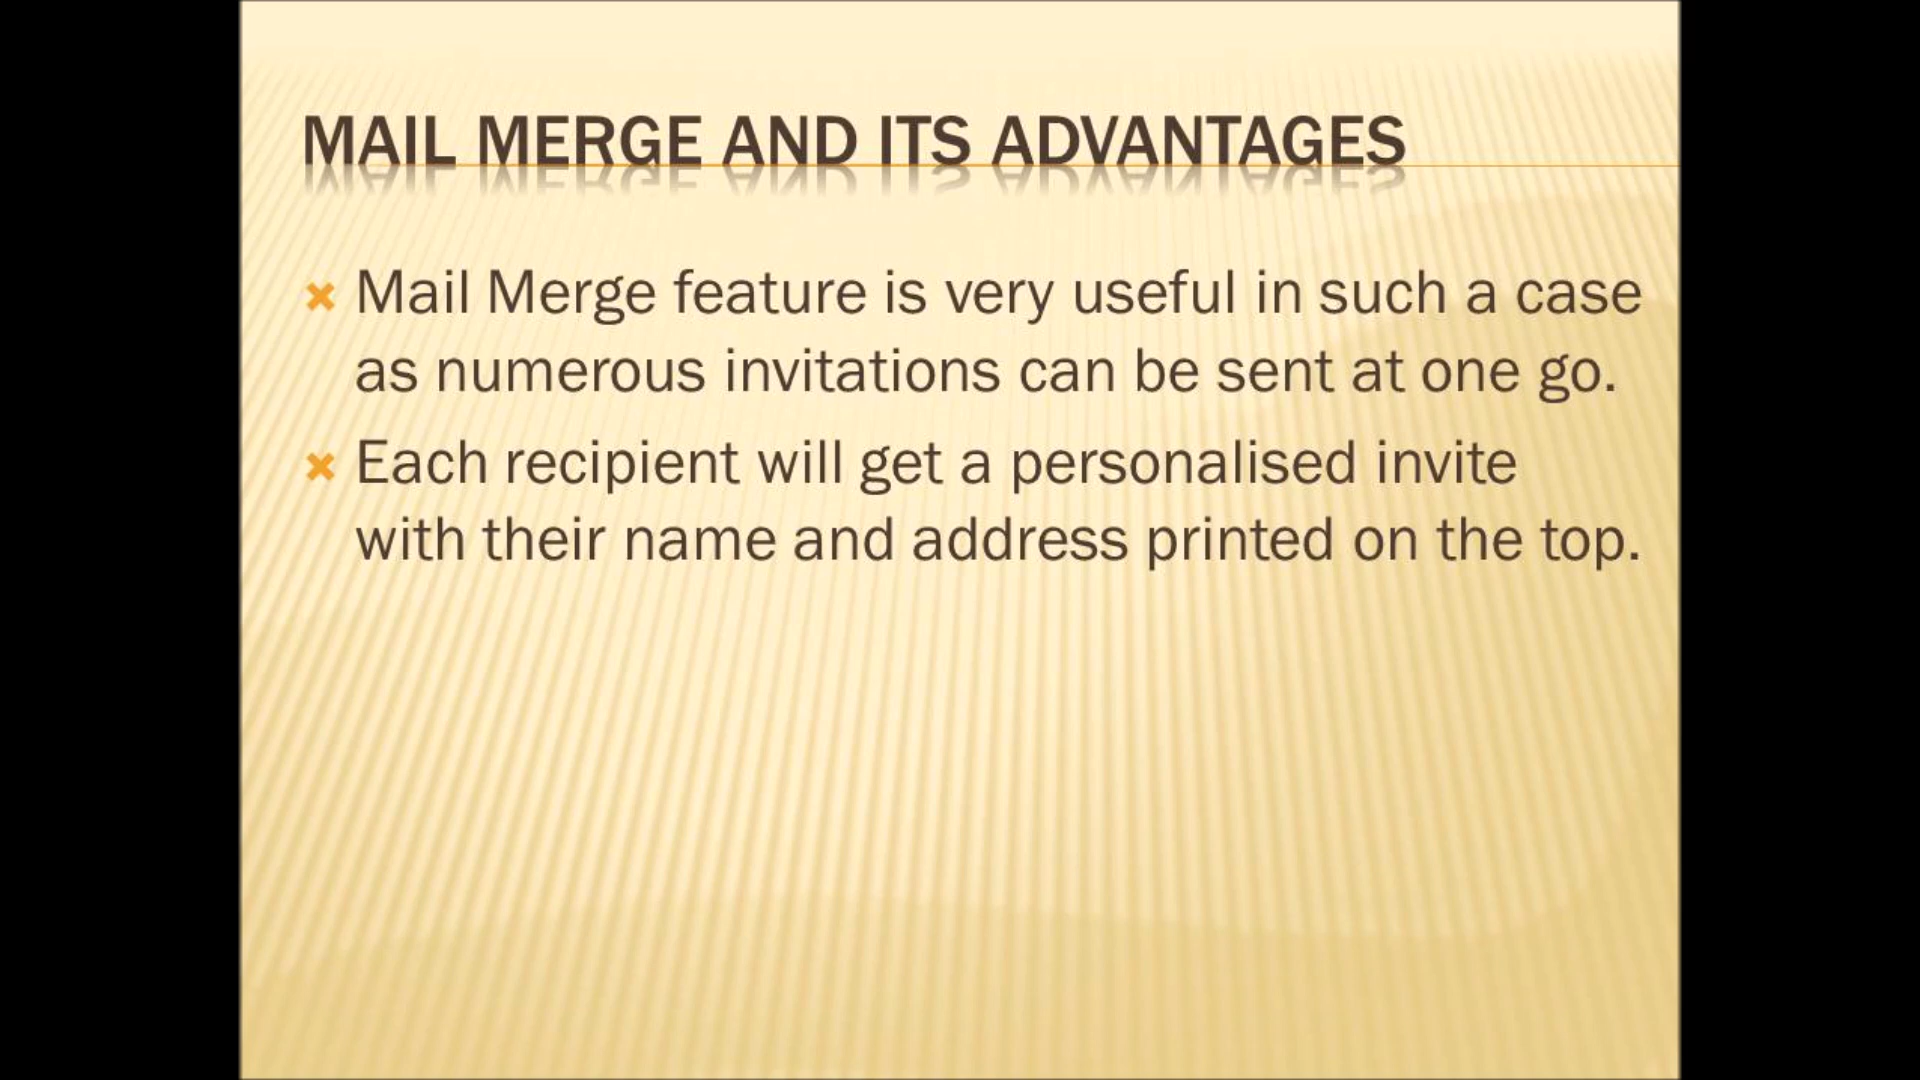 MAIL MERGE AND ITS ADVANTAGES
Mail Merge feature is very useful in such a case
as numerous invitations can be sent at one go.
Each recipient will get a personalised invite
with their name and address printed on the top.